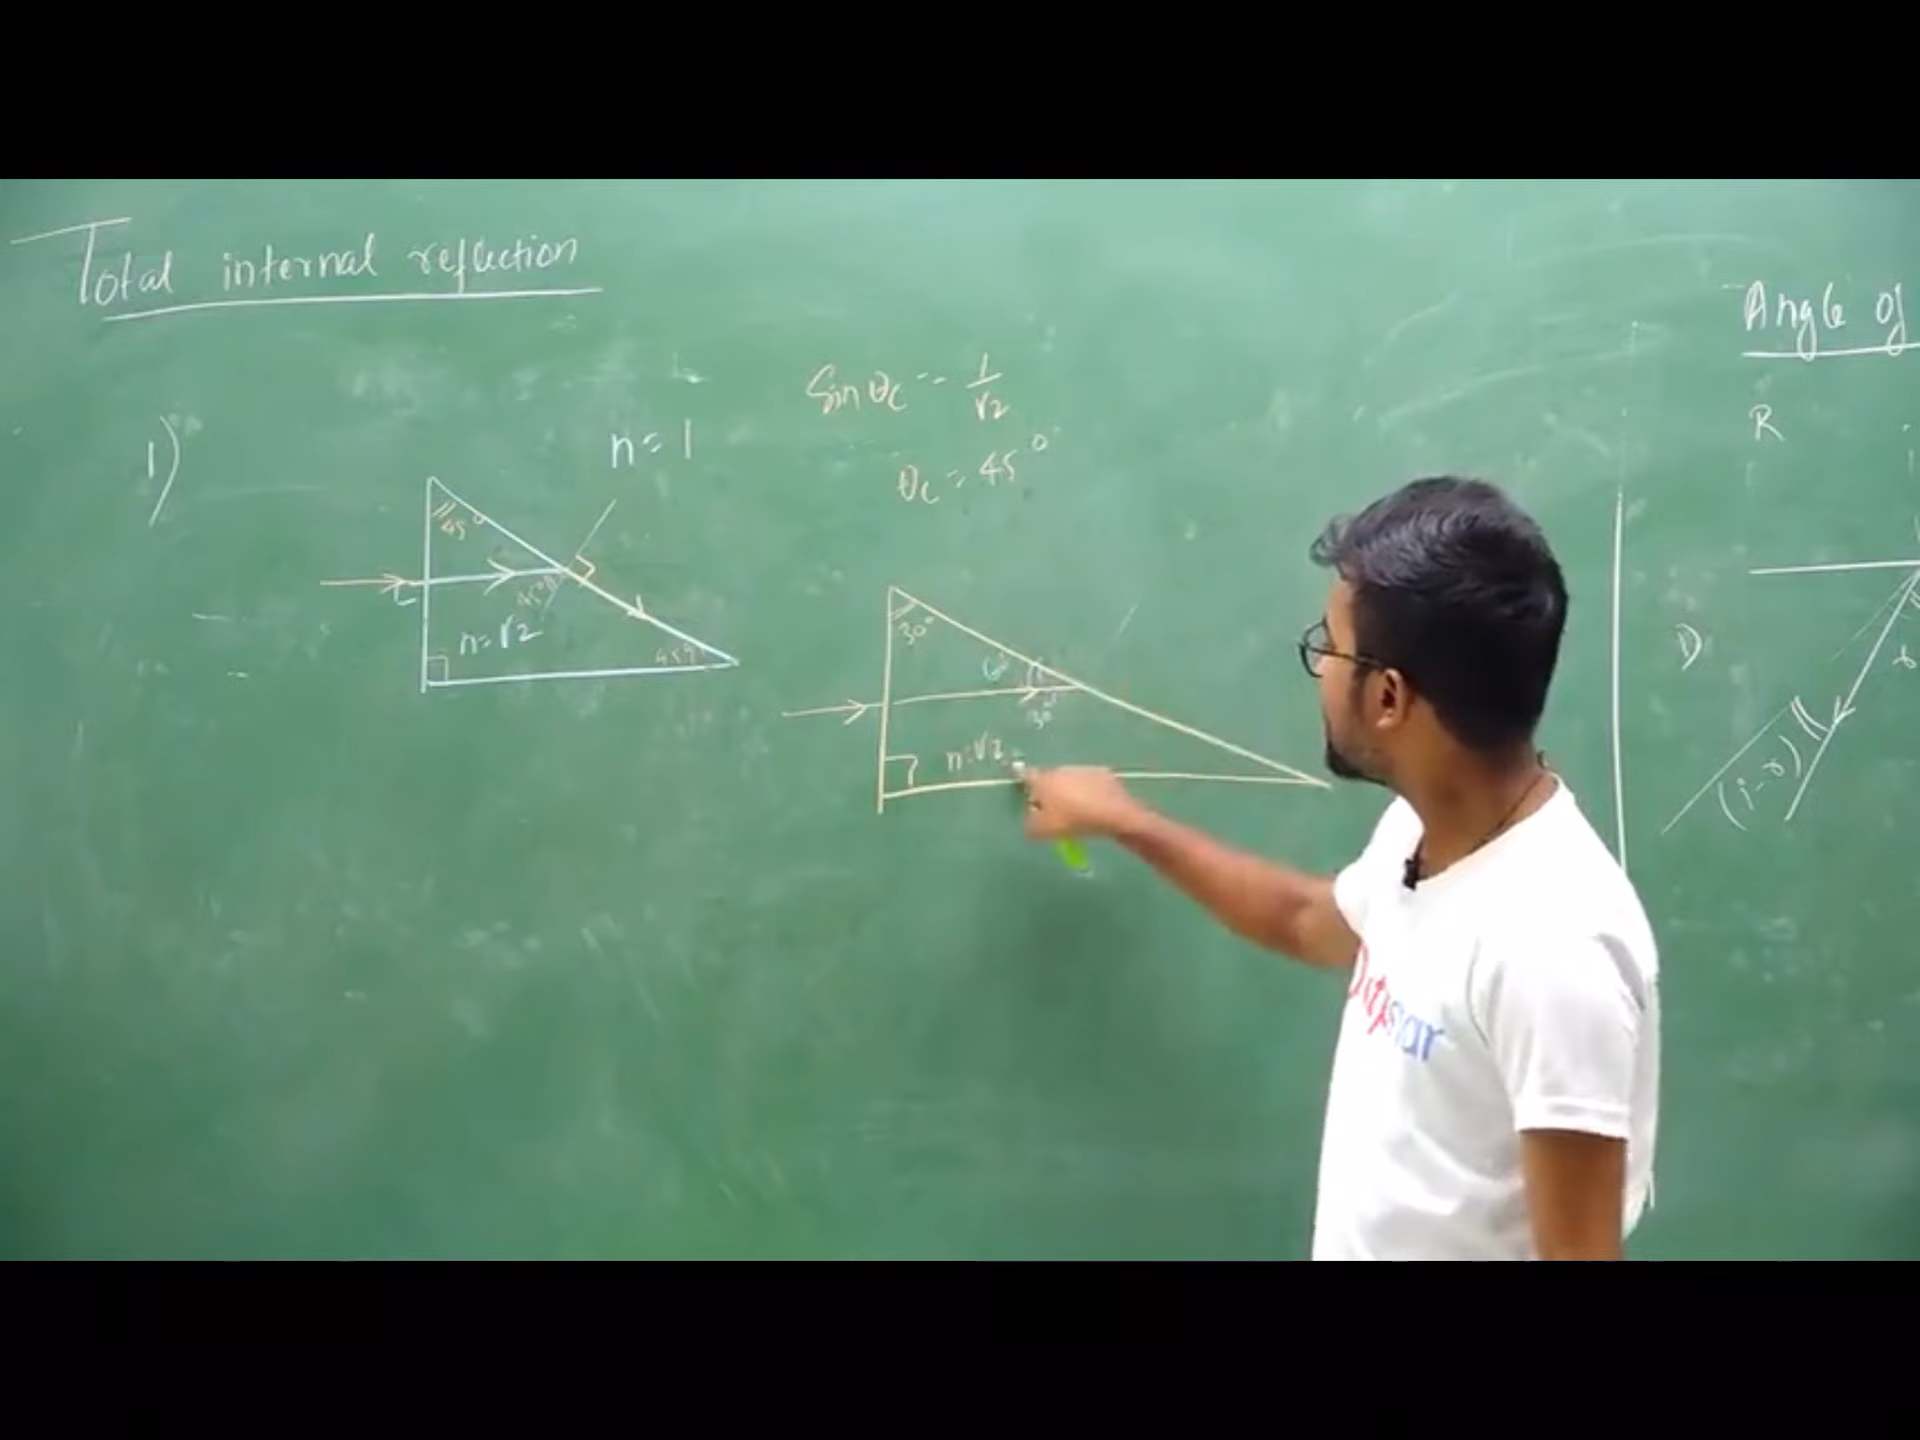 Total internal reflection
1)
n = 1
45°
45°
n = √2
45°
Sin θc = 1/√2
θc = 45°
30°
60°
30°
n = √2
Angle of
R
D
(i-r)